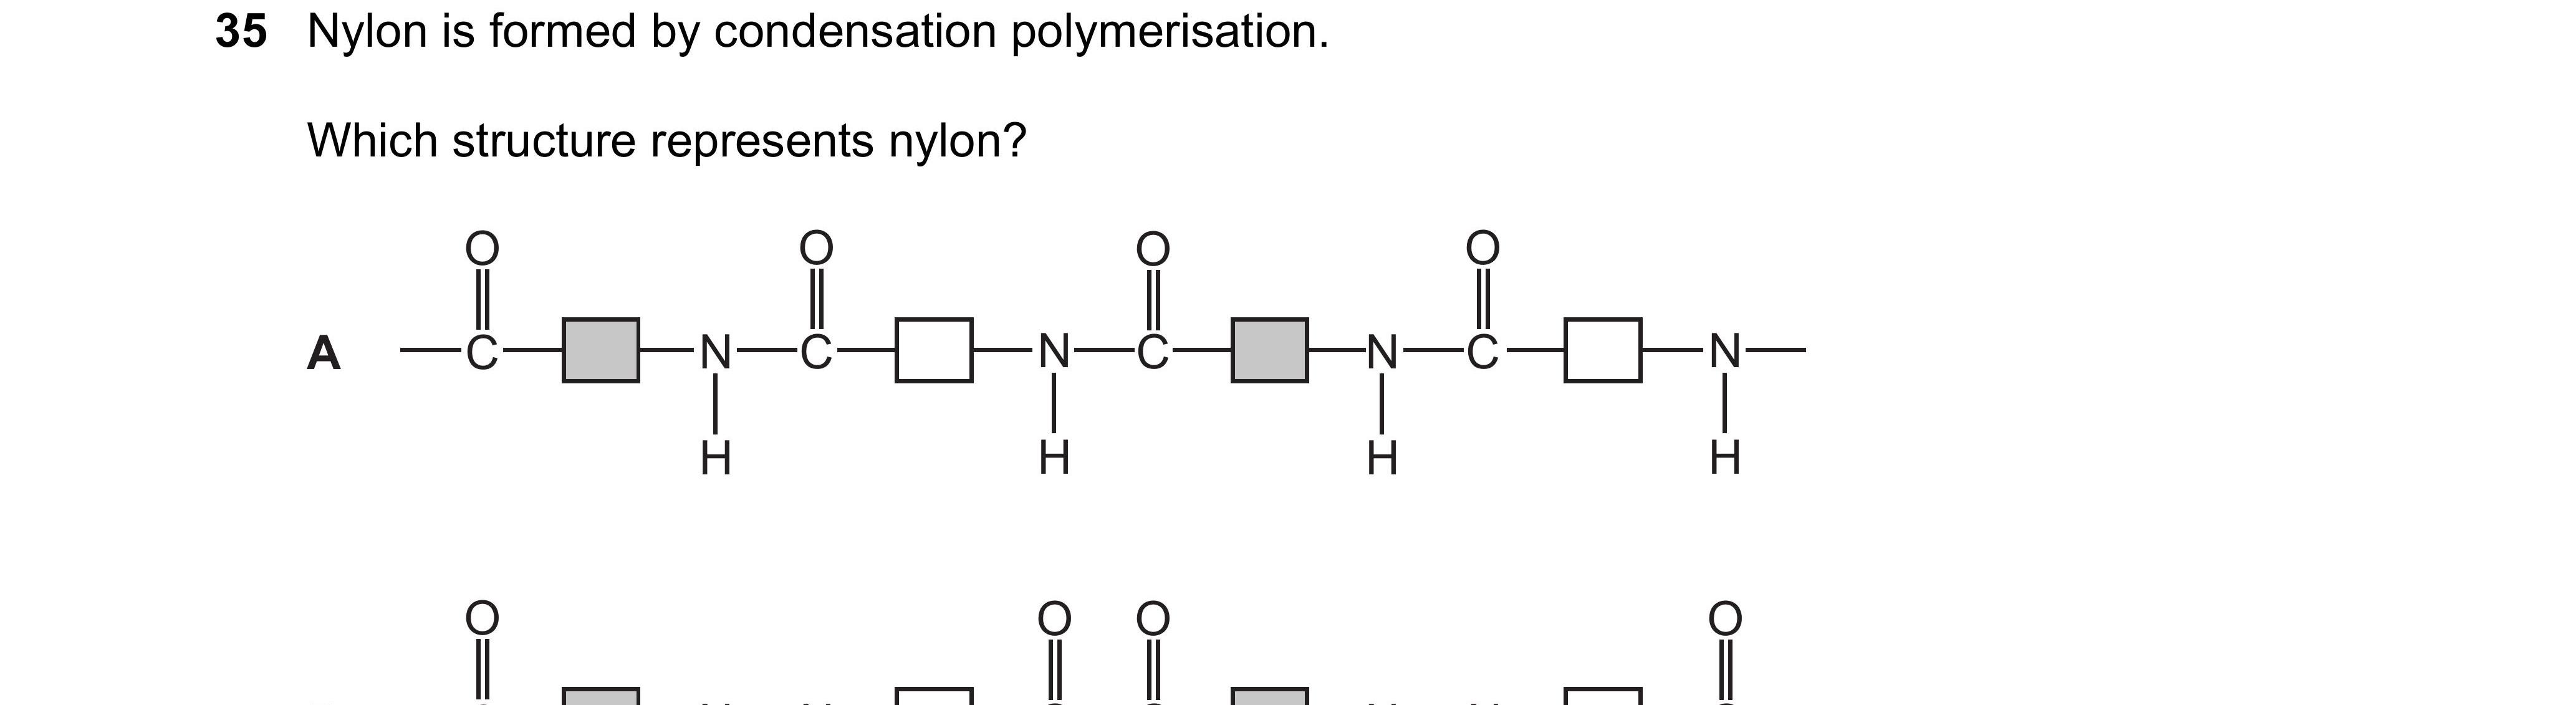 35 Nylon is formed by condensation polymerisation.
Which structure represents nylon?
O O O O
A C N C N C N C N
H H H H
O O O O